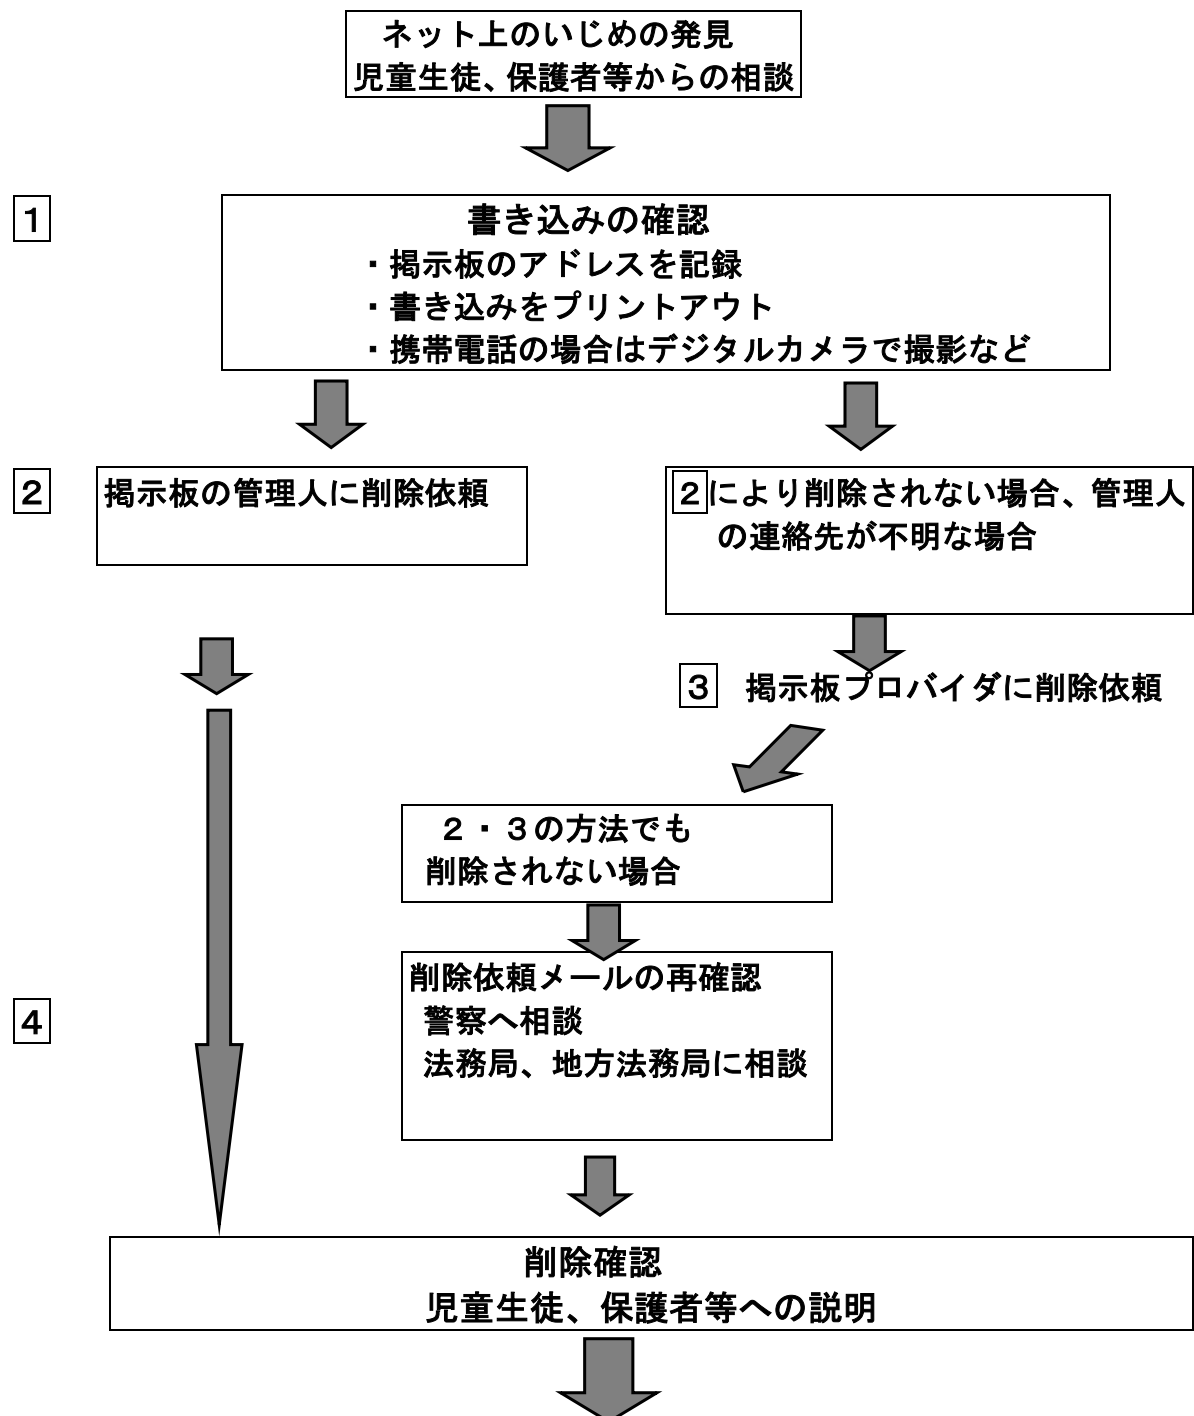 ネット上のいじめの発見
児童生徒、保護者等からの相談
1
書き込みの確認
・掲示板のアドレスを記録
・書き込みをプリントアウト
・携帯電話の場合はデジタルカメラで撮影など
2
掲示板の管理人に削除依頼
2により削除されない場合、管理人
の連絡先が不明な場合
3 掲示板プロバイダに削除依頼
２・３の方法でも
削除されない場合
4
削除依頼メールの再確認
警察へ相談
法務局、地方法務局に相談
削除確認
児童生徒、保護者等への説明